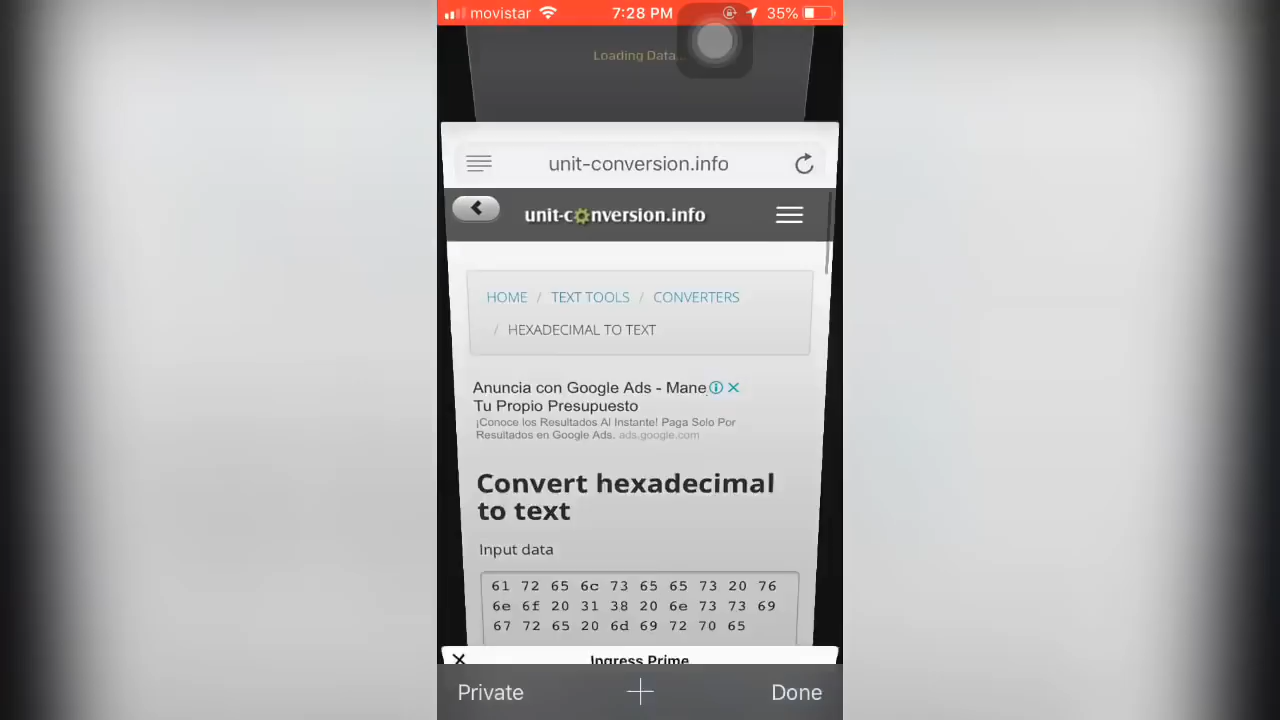 movistar 7:28 PM 35%
Loading Data...
unit-conversion.info
unit-conversion.info
HOME / TEXT TOOLS / CONVERTERS
/ HEXADECIMAL TO TEXT
Anuncia con Google Ads - Mane
Tu Propio Presupuesto
¡Conoce los Resultados Al Instante! Paga Solo Por
Resultados en Google Ads. ads.google.com
Convert hexadecimal
to text
Input data
61 72 65 6c 73 65 65 73 20 76
6e 6f 20 31 38 20 6e 73 73 69
67 72 65 20 6d 69 72 70 65
Ingress Prime
Private + Done